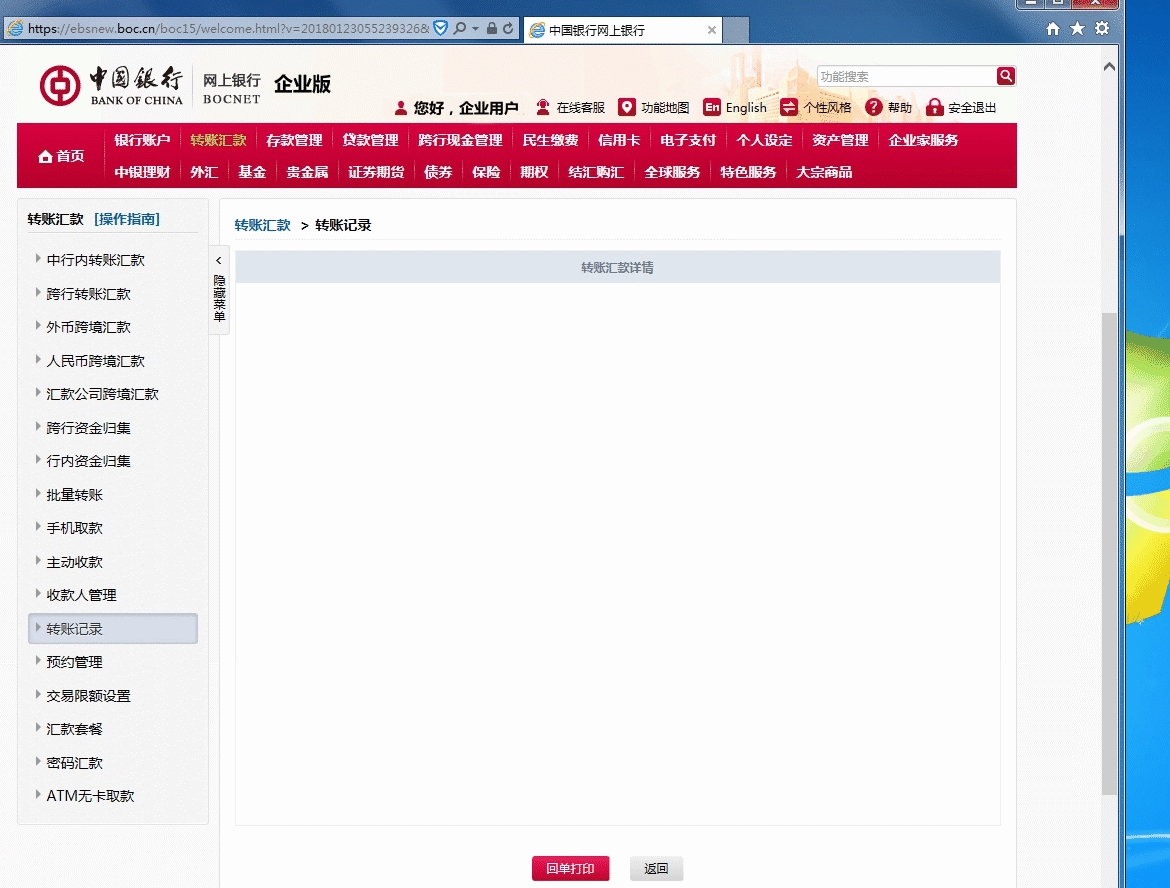 https://ebsnew.boc.cn/boc15/welcome.html?v=20180123055239326&
中国银行网上银行
中国银行
BANK OF CHINA
网上银行
BOCNET
企业版
功能搜索
您好，企业用户 在线客服 功能地图 En English 个性风格 帮助 安全退出
首页
银行账户 转账汇款 存款管理 贷款管理 跨行现金管理 民生缴费 信用卡 电子支付 个人设定 资产管理 企业家服务
中银理财 外汇 基金 贵金属 证券期货 债券 保险 期权 结汇购汇 全球服务 特色服务 大宗商品
转账汇款 [操作指南]
中行内转账汇款
跨行转账汇款
外币跨境汇款
人民币跨境汇款
汇款公司跨境汇款
跨行资金归集
行内资金归集
批量转账
手机取款
主动收款
收款人管理
转账记录
预约管理
交易限额设置
汇款套餐
密码汇款
ATM无卡取款
< 隐藏菜单
转账汇款 > 转账记录
转账汇款详情
回单打印 返回